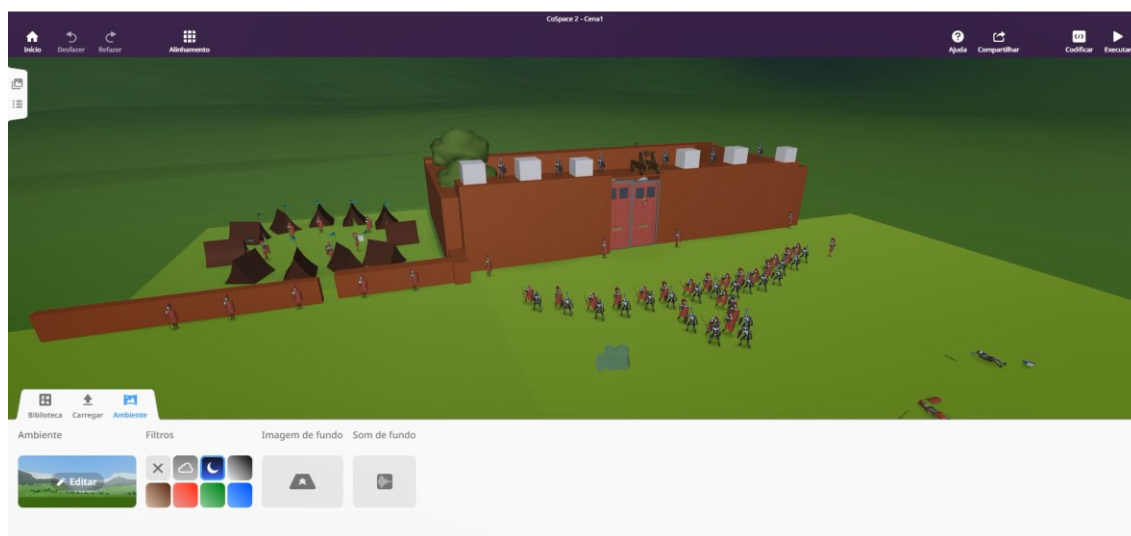 CoSpace 2 - Cena1
Início Desfazer Refazer Alinhamento Ajuda Compartilhar Codificar Executar
Biblioteca Carregar Ambiente
Ambiente Filtros Imagem de fundo Som de fundo
Editar